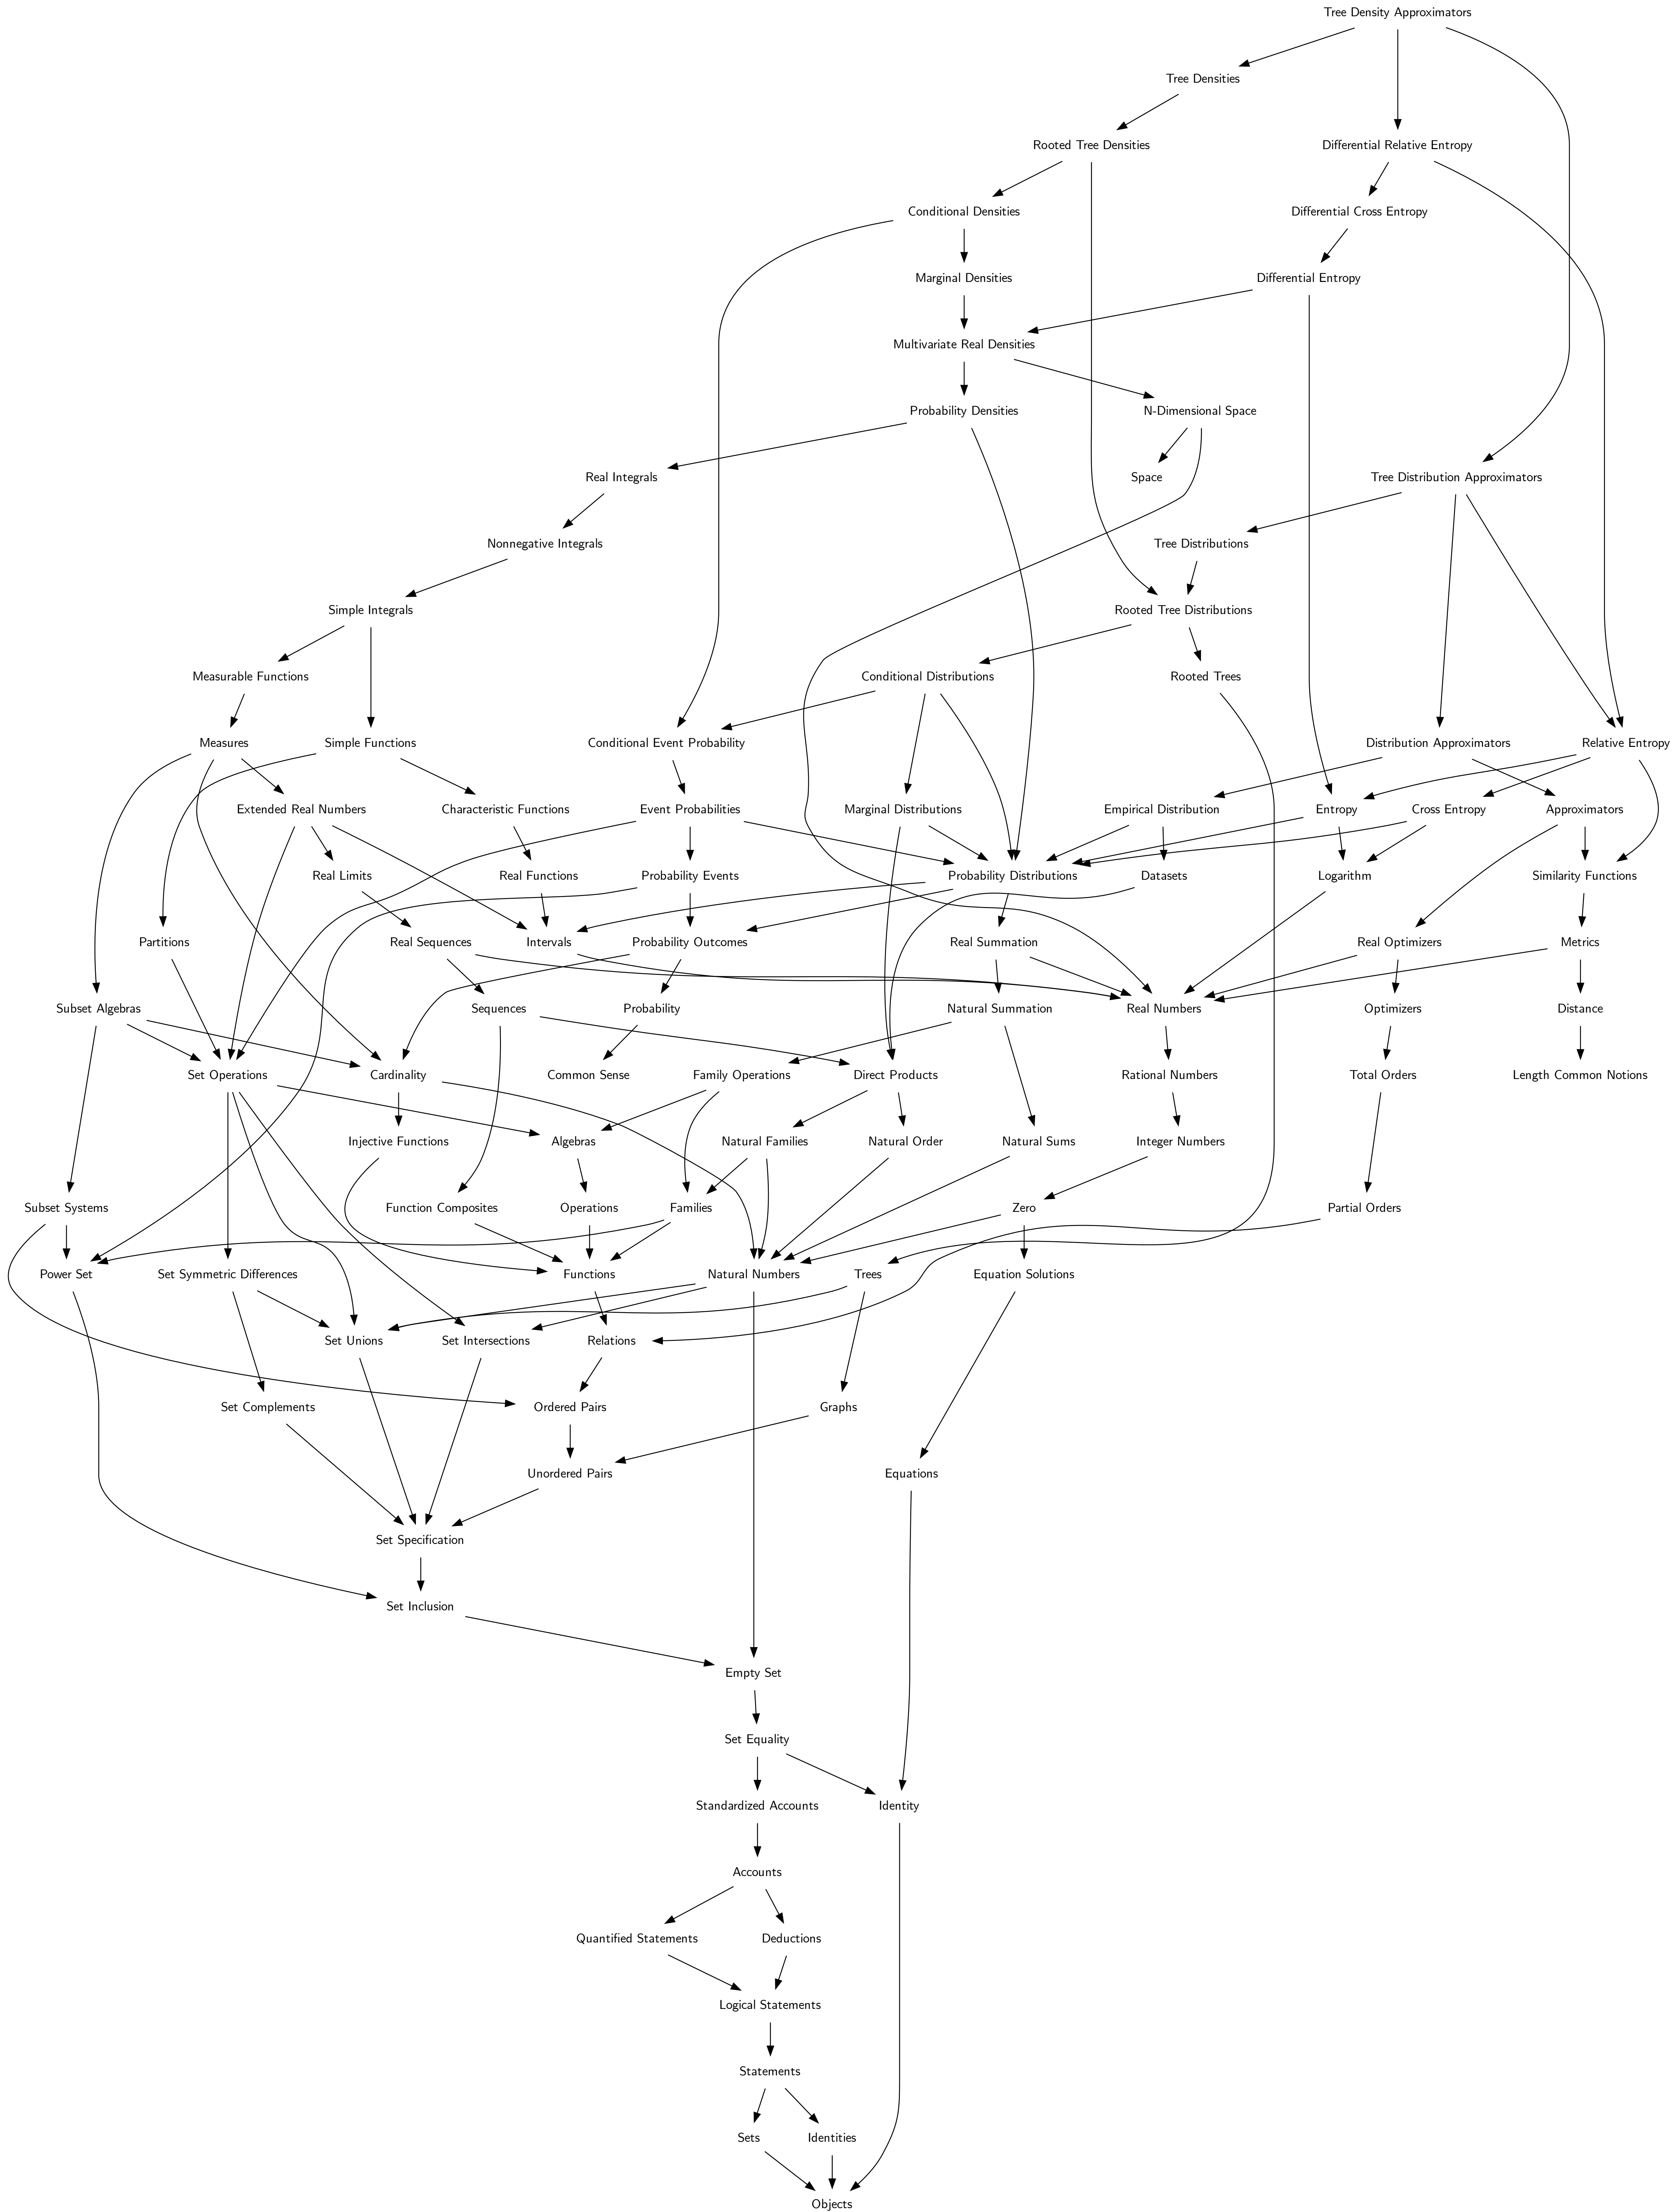 Tree Density Approximators
Tree Densities
Rooted Tree Densities
Differential Relative Entropy
Conditional Densities
Differential Cross Entropy
Marginal Densities
Differential Entropy
Multivariate Real Densities
Probability Densities
N-Dimensional Space
Real Integrals
Space
Tree Distribution Approximators
Nonnegative Integrals
Tree Distributions
Simple Integrals
Rooted Tree Distributions
Measurable Functions
Conditional Distributions
Rooted Trees
Measures
Simple Functions
Conditional Event Probability
Distribution Approximators
Relative Entropy
Extended Real Numbers
Characteristic Functions
Event Probabilities
Marginal Distributions
Empirical Distribution
Entropy
Cross Entropy
Approximators
Real Limits
Real Functions
Probability Events
Probability Distributions
Datasets
Logarithm
Similarity Functions
Partitions
Real Sequences
Intervals
Probability Outcomes
Real Summation
Real Optimizers
Metrics
Subset Algebras
Sequences
Probability
Natural Summation
Real Numbers
Optimizers
Distance
Set Operations
Cardinality
Common Sense
Family Operations
Direct Products
Rational Numbers
Total Orders
Length Common Notions
Injective Functions
Algebras
Natural Families
Natural Order
Natural Sums
Integer Numbers
Subset Systems
Function Composites
Operations
Families
Zero
Partial Orders
Power Set
Set Symmetric Differences
Functions
Natural Numbers
Trees
Equation Solutions
Set Unions
Set Intersections
Relations
Set Complements
Ordered Pairs
Graphs
Unordered Pairs
Equations
Set Specification
Set Inclusion
Empty Set
Set Equality
Standardized Accounts
Identity
Accounts
Quantified Statements
Deductions
Logical Statements
Statements
Sets
Identities
Objects